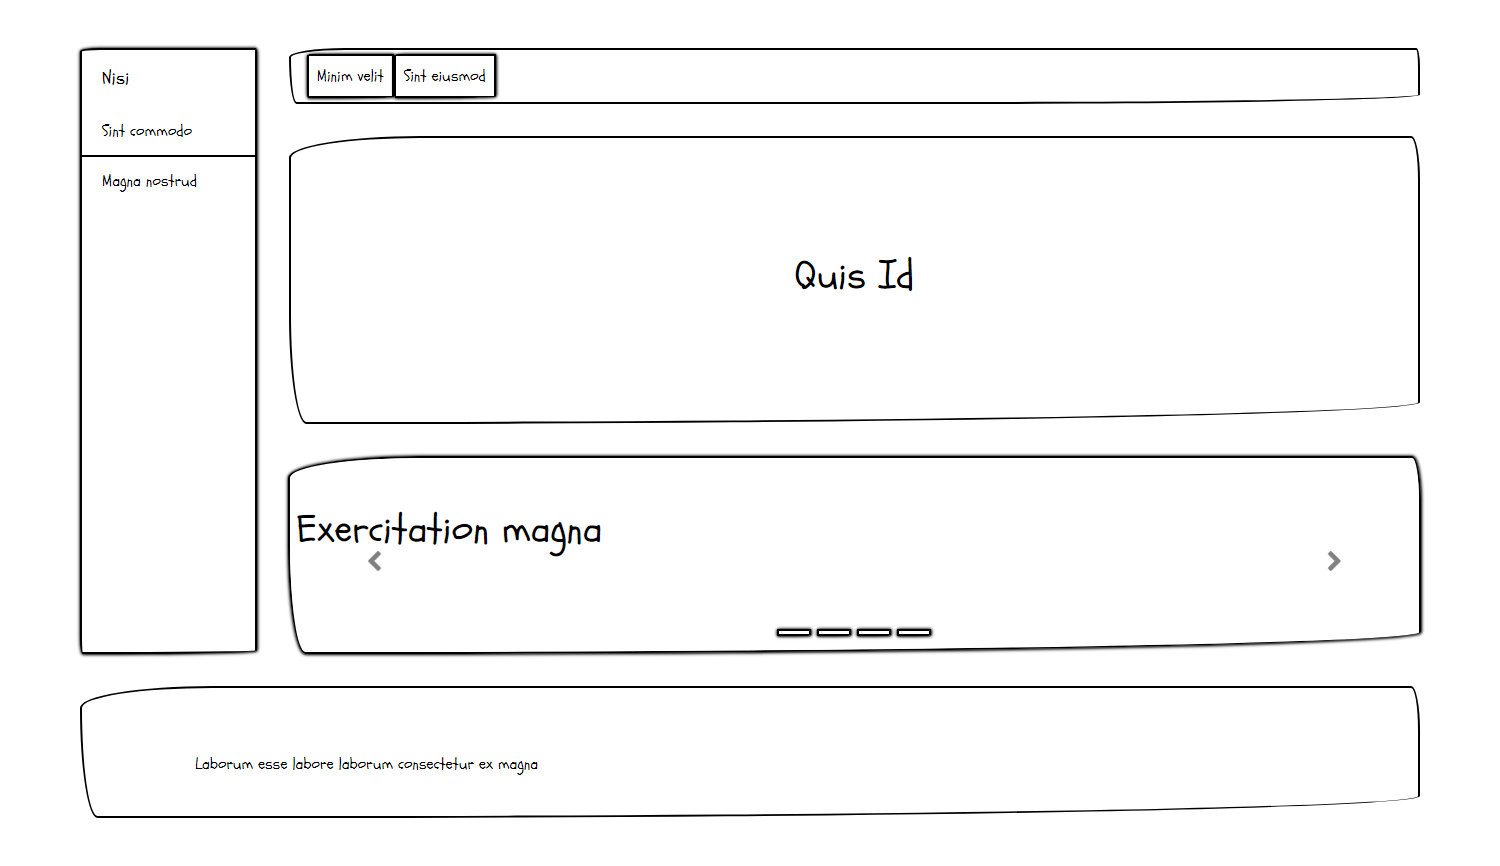 Nisi
Sint commodo
Magna nostrud
Minim velit
Sint eiusmod
Quis Id
Exercitation magna
Laborum esse labore laborum consectetur ex magna